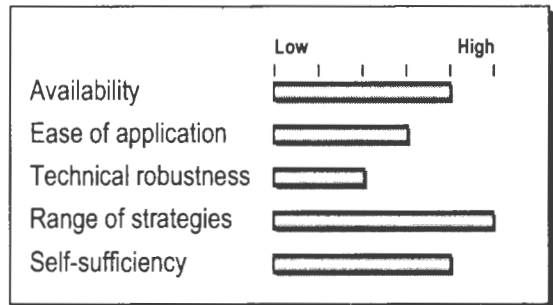 Low High
Availability
Ease of application
Technical robustness
Range of strategies
Self-sufficiency